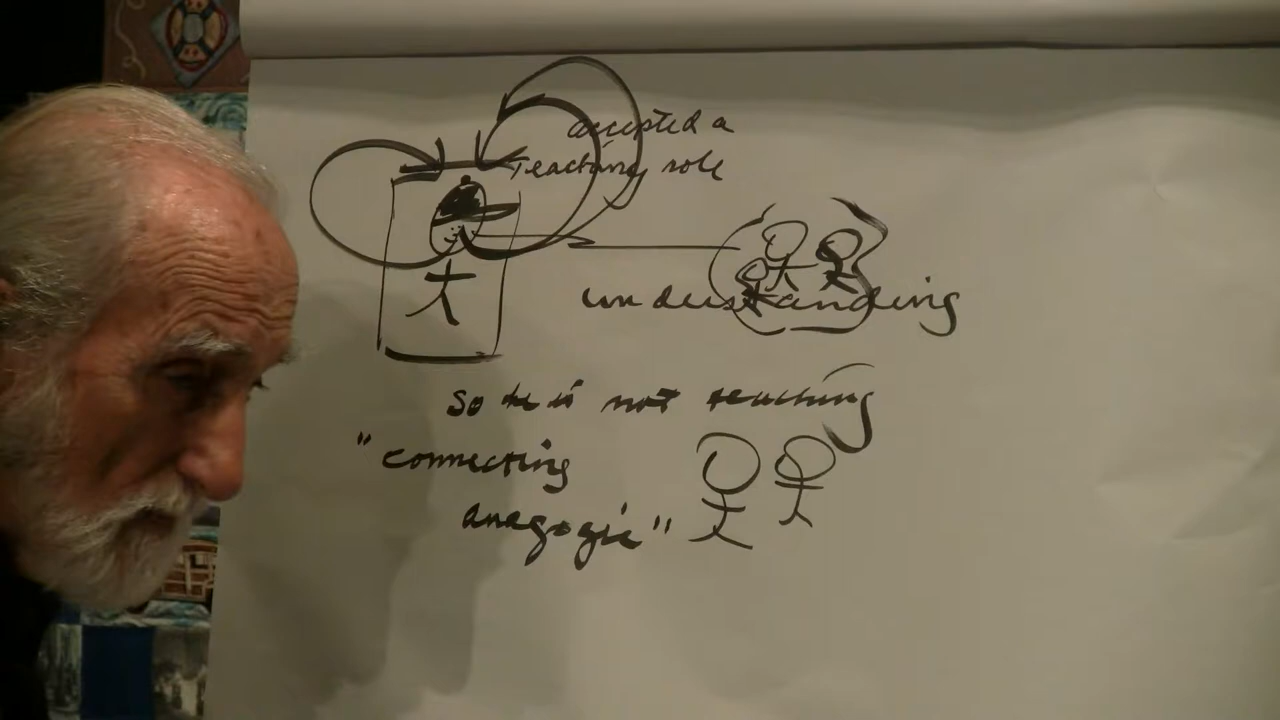 accepted a
Teaching role
understanding
so he is not teaching
"connecting
anagogic"